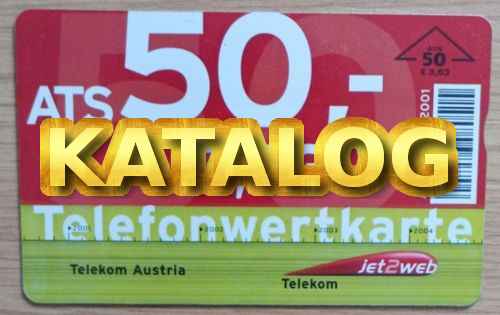 ATS 50,-
ATS
50
€ 3,63
2001
KATALOG
Telefonwertkarte
2001 2002 2003 2004
Telekom Austria
jet2web
Telekom